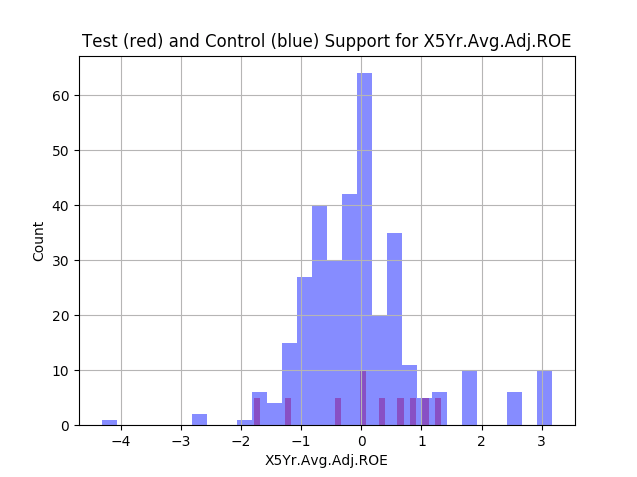 Test (red) and Control (blue) Support for X5Yr.Avg.Adj.ROE
60
50
40
30
20
10
0
Count
−4 −3 −2 −1 0 1 2 3
X5Yr.Avg.Adj.ROE